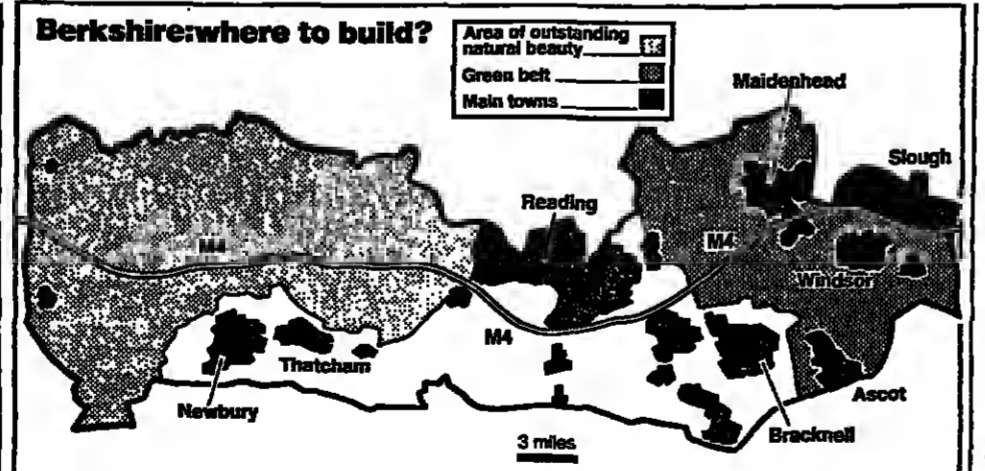 Berkshire:where to build?
Area of outstanding
natural beauty
Green belt
Main towns
Maidenhead
Slough
Reading
M4
M4
Windsor
M4
Thatcham
Newbury
Ascot
Bracknell
3 miles